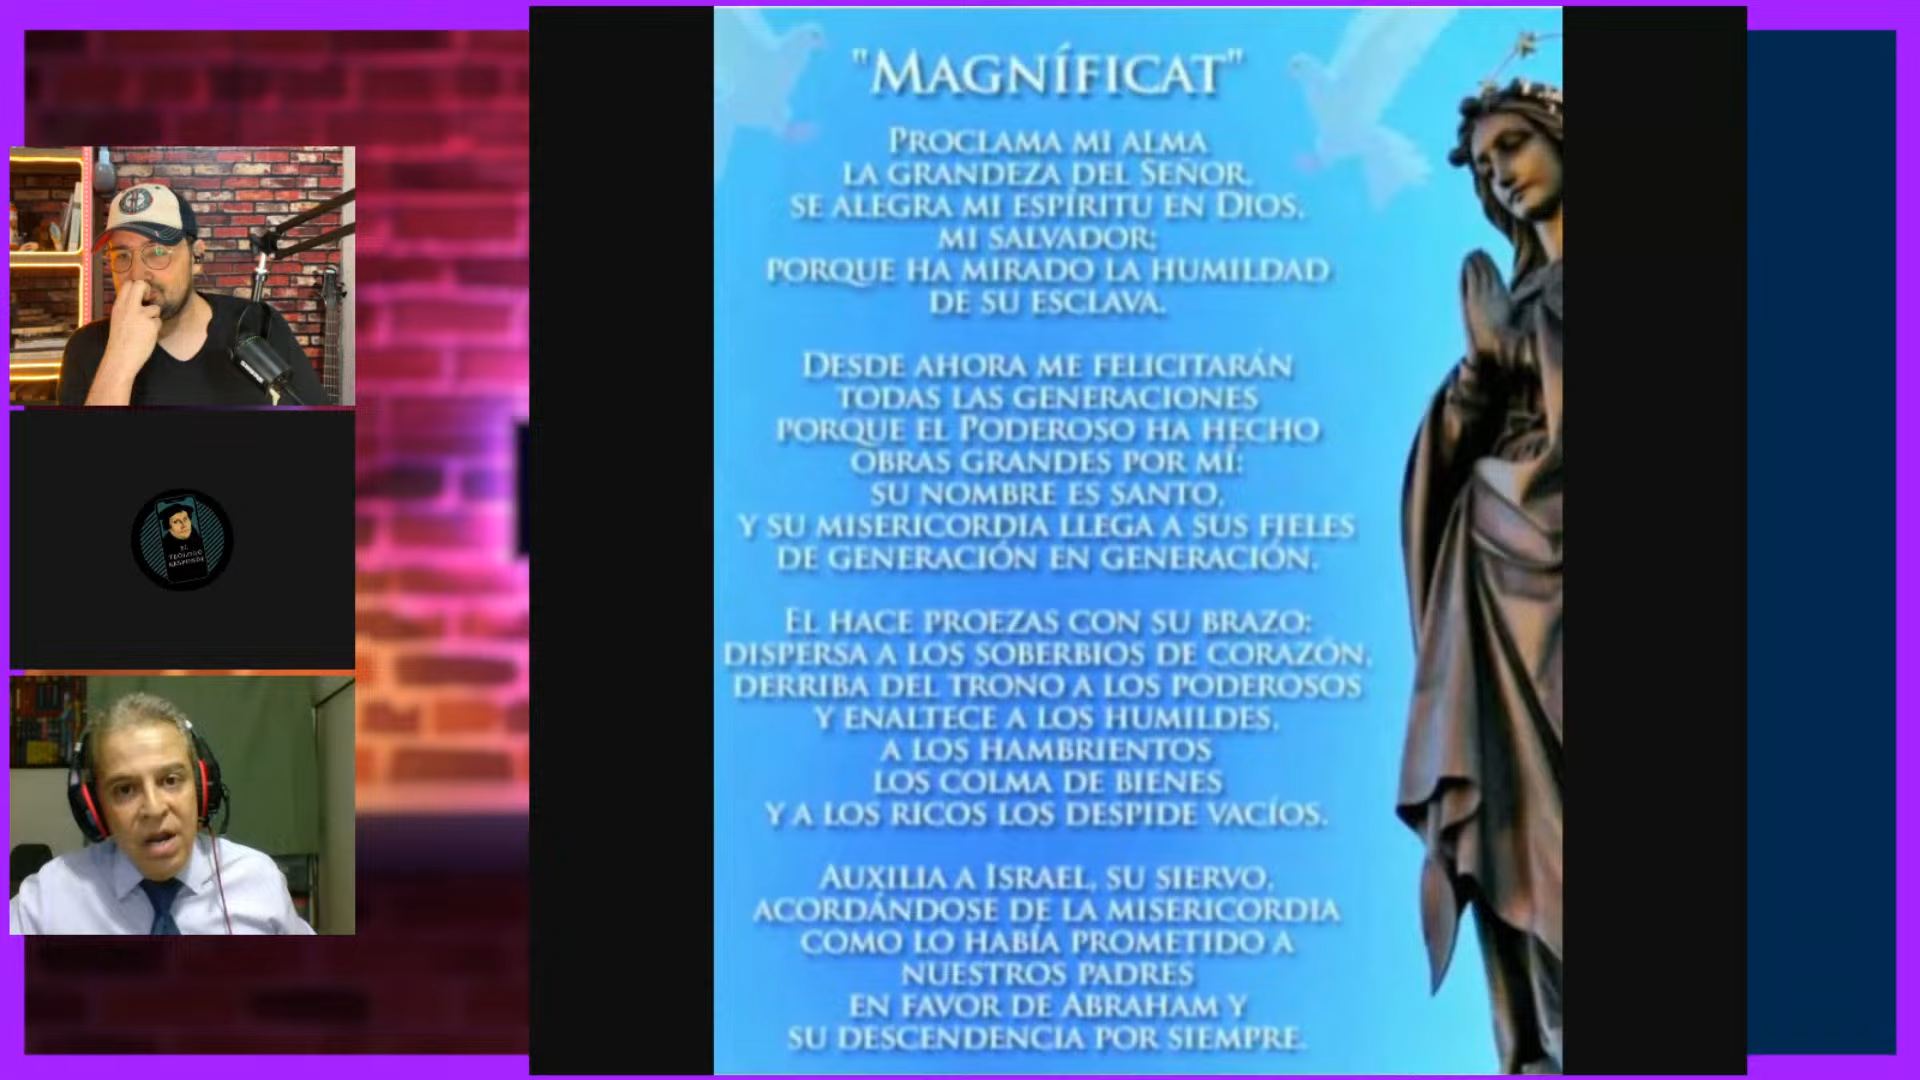 "MAGNÍFICAT"
PROCLAMA MI ALMA
LA GRANDEZA DEL SEÑOR,
SE ALEGRA MI ESPÍRITU EN DIOS,
MI SALVADOR;
PORQUE HA MIRADO LA HUMILDAD
DE SU ESCLAVA.
DESDE AHORA ME FELICITARÁN
TODAS LAS GENERACIONES
PORQUE EL PODEROSO HA HECHO
OBRAS GRANDES POR MÍ:
SU NOMBRE ES SANTO,
Y SU MISERICORDIA LLEGA A SUS FIELES
DE GENERACIÓN EN GENERACIÓN.
EL HACE PROEZAS CON SU BRAZO:
DISPERSA A LOS SOBERBIOS DE CORAZÓN,
DERRIBA DEL TRONO A LOS PODEROSOS
Y ENALTECE A LOS HUMILDES,
A LOS HAMBRIENTOS
LOS COLMA DE BIENES
Y A LOS RICOS LOS DESPIDE VACÍOS.
AUXILIA A ISRAEL, SU SIERVO,
ACORDÁNDOSE DE LA MISERICORDIA
COMO LO HABÍA PROMETIDO A
NUESTROS PADRES
EN FAVOR DE ABRAHAM Y
SU DESCENDENCIA POR SIEMPRE.
EL
TEÓLOGO
RESPONDE